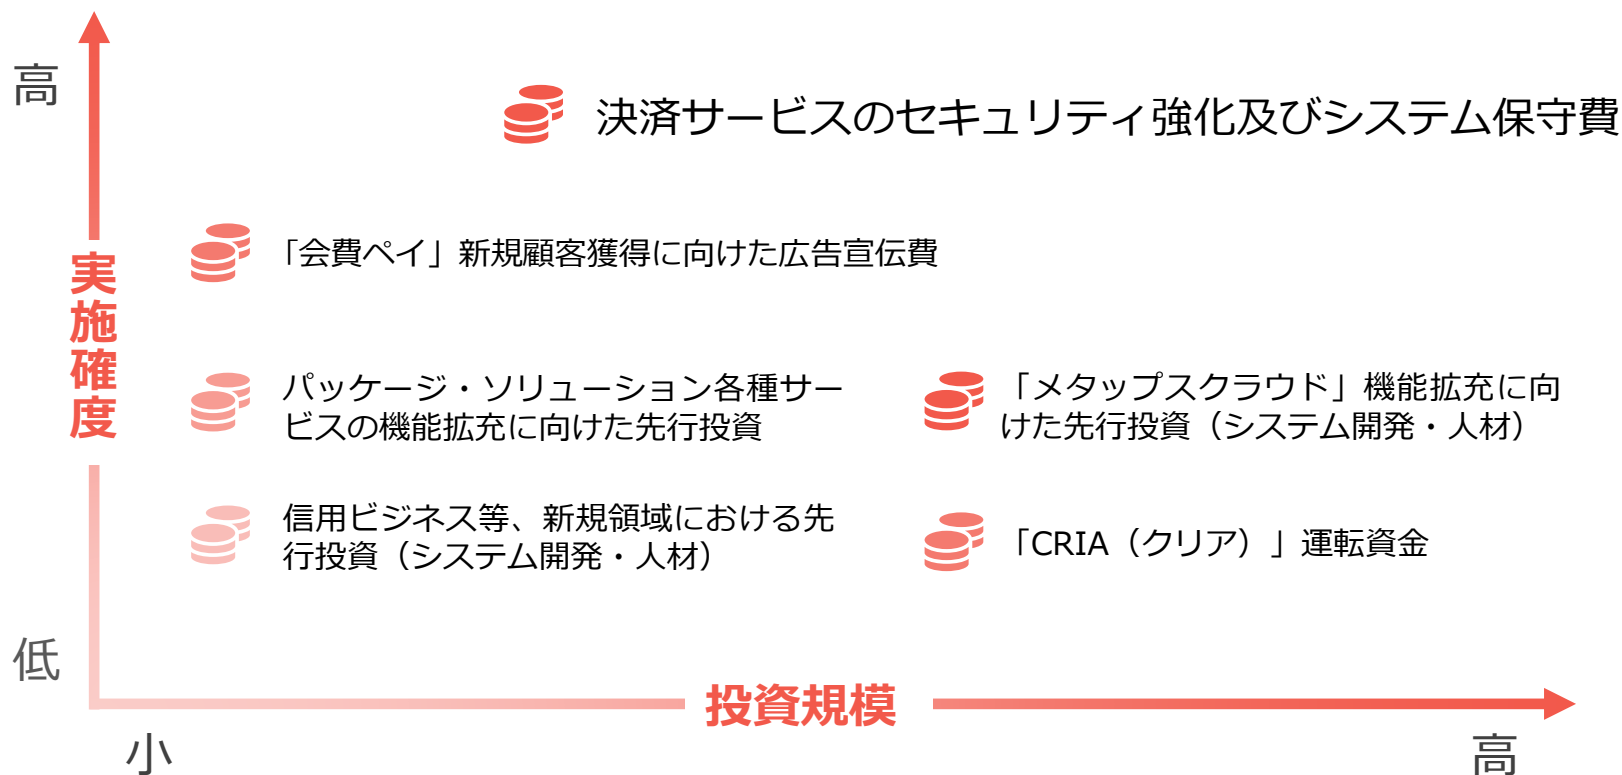 高
決済サービスのセキュリティ強化及びシステム保守費
「会費ペイ」新規顧客獲得に向けた広告宣伝費
実施確度
パッケージ・ソリューション各種サー
ビスの機能拡充に向けた先行投資
「メタップスクラウド」機能拡充に向
けた先行投資（システム開発・人材）
信用ビジネス等、新規領域における先
行投資（システム開発・人材）
「CRIA（クリア）」運転資金
低
投資規模
小
高